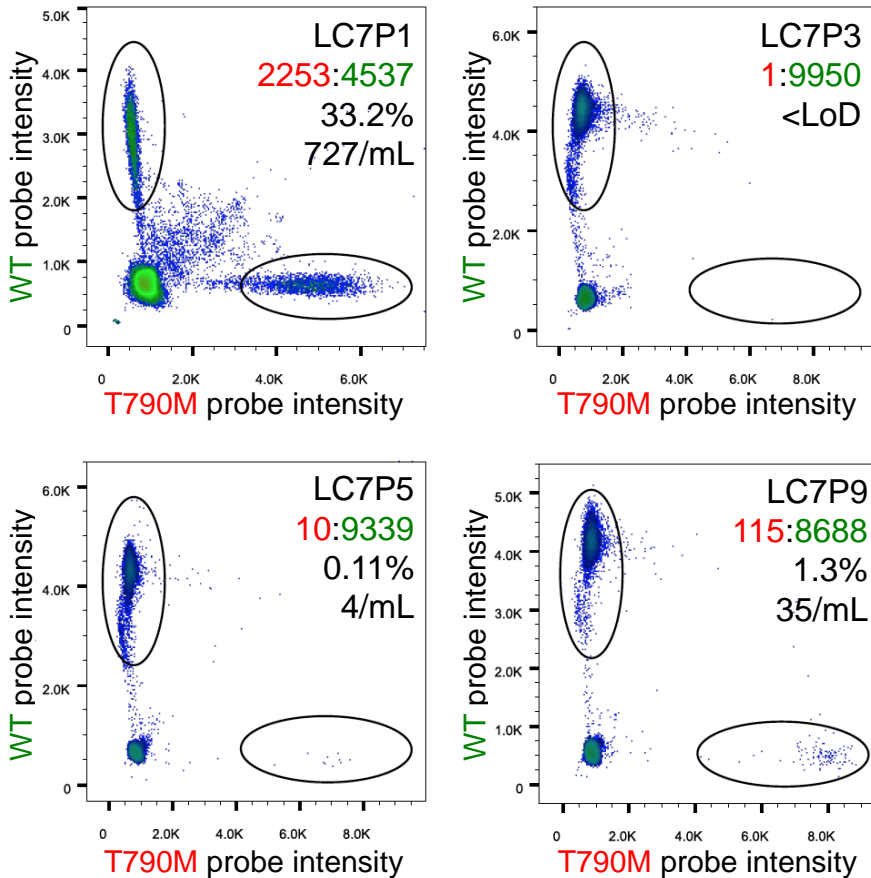 5.0K
4.0K
3.0K
2.0K
1.0K
0
WT probe intensity
LC7P1
2253:4537
33.2%
727/mL
0
2.0K
4.0K
6.0K
T790M probe intensity
6.0K
4.0K
2.0K
0
WT probe intensity
LC7P3
1:9950
<LoD
0
2.0K
4.0K
6.0K
8.0K
T790M probe intensity
6.0K
4.0K
2.0K
0
WT probe intensity
LC7P5
10:9339
0.11%
4/mL
0
2.0K
4.0K
6.0K
8.0K
T790M probe intensity
5.0K
4.0K
3.0K
2.0K
1.0K
0
WT probe intensity
LC7P9
115:8688
1.3%
35/mL
0
2.0K
4.0K
6.0K
8.0K
T790M probe intensity